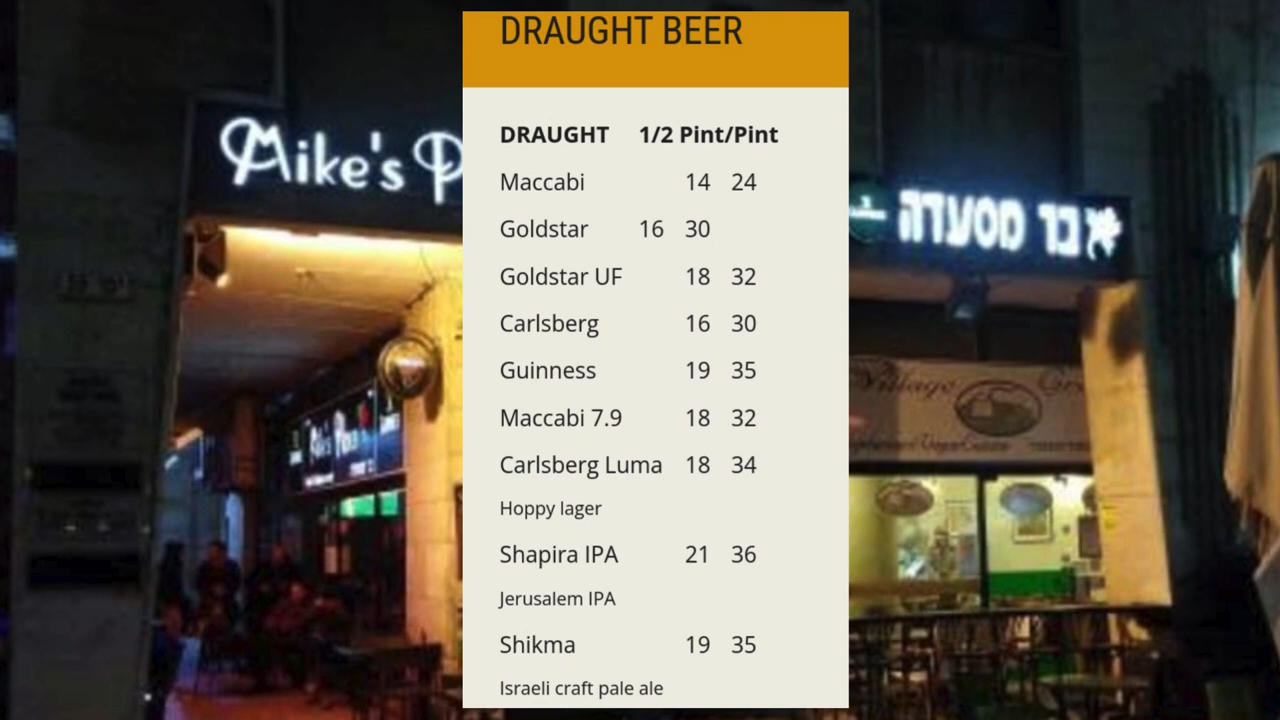 DRAUGHT BEER
DRAUGHT 1/2 Pint/Pint
Maccabi 14 24
Goldstar 16 30
Goldstar UF 18 32
Carlsberg 16 30
Guinness 19 35
Maccabi 7.9 18 32
Carlsberg Luma 18 34
Hoppy lager
Shapira IPA 21 36
Jerusalem IPA
Shikma 19 35
Israeli craft pale ale
Mike's P
בר מסעדה
Village